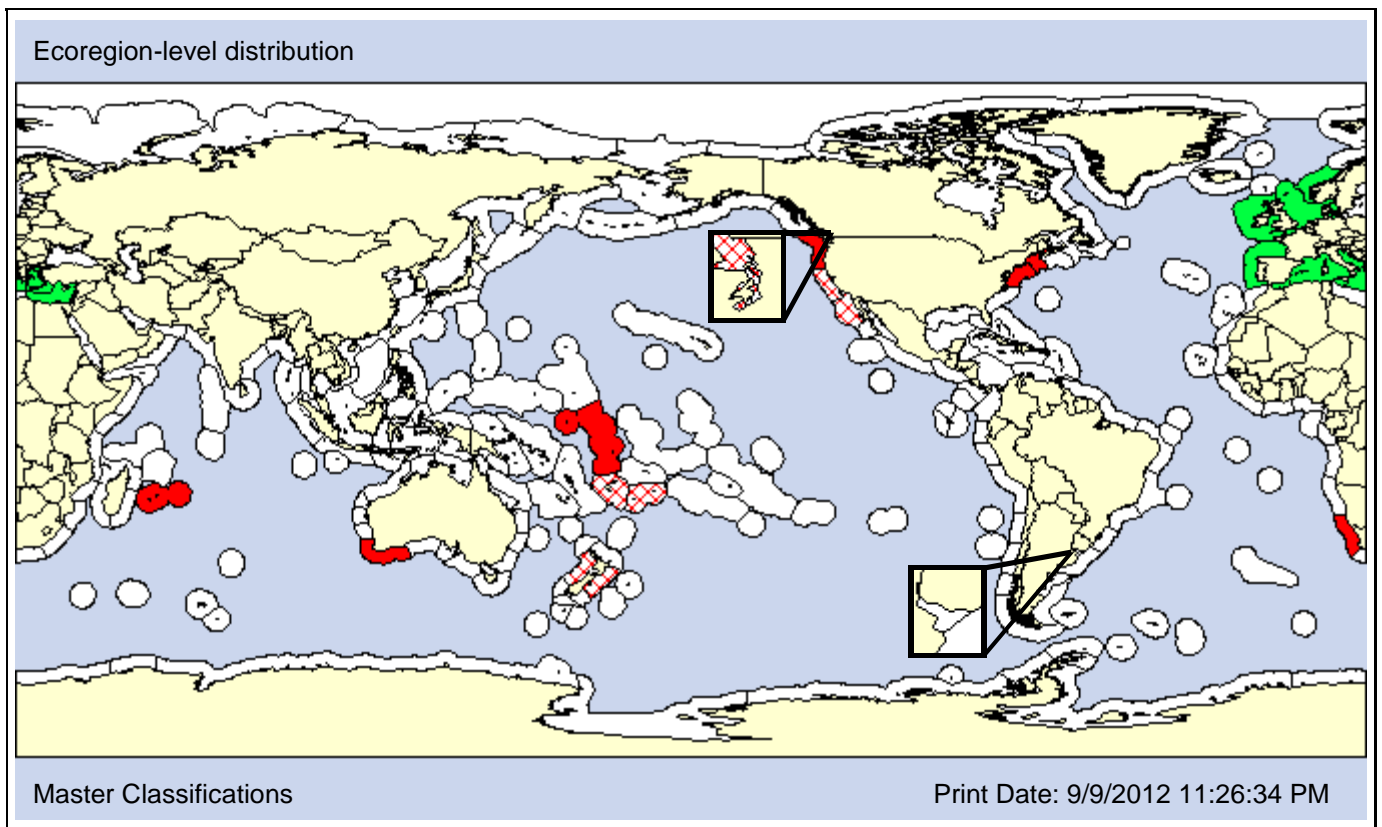 Ecoregion-level distribution
Master Classifications
Print Date: 9/9/2012 11:26:34 PM